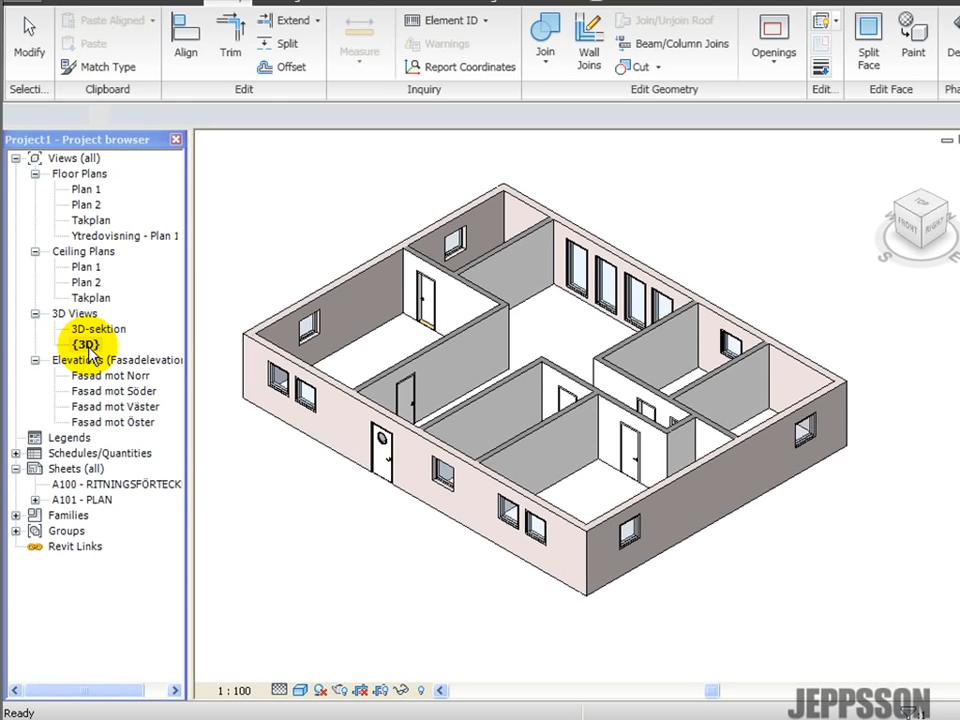 Modify
Paste Aligned
Paste
Match Type
Align
Trim
Extend
Split
Offset
Measure
Element ID
Warnings
Report Coordinates
Join
Wall
Joins
Join/Unjoin Roof
Beam/Column Joins
Cut
Openings
Split
Face
Paint
Selecti...
Clipboard
Edit
Inquiry
Edit Geometry
Edit...
Edit Face
Project1 - Project browser
Views (all)
Floor Plans
Plan 1
Plan 2
Takplan
Ytredovisning - Plan 1
Ceiling Plans
Plan 1
Plan 2
Takplan
3D Views
3D-sektion
{3D}
Elevations (Fasadelevation
Fasad mot Norr
Fasad mot Söder
Fasad mot Väster
Fasad mot Öster
Legends
Schedules/Quantities
Sheets (all)
A100 - RITNINGSFÖRTECK
A101 - PLAN
Families
Groups
Revit Links
TOP
FRONT
RIGHT
W
S
E
1 : 100
Ready
JEPPSSON